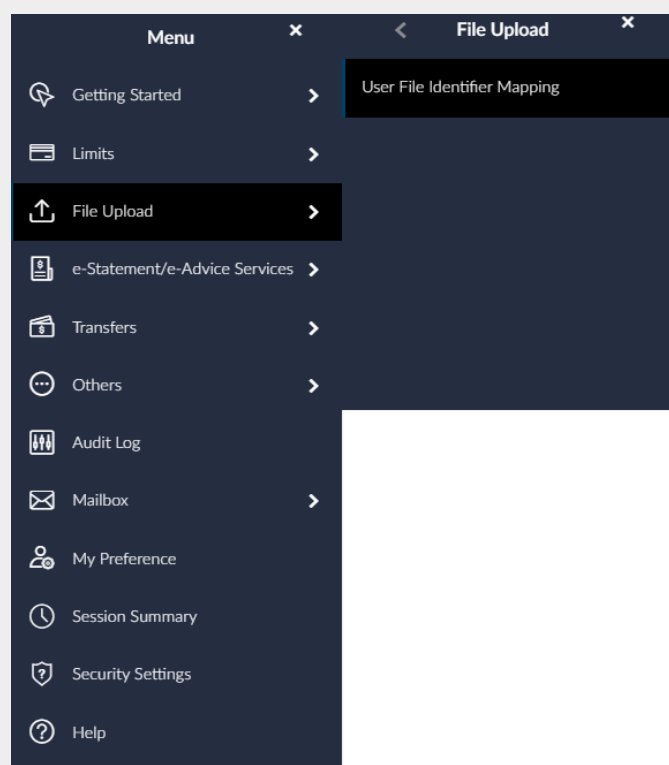 Menu
Getting Started
Limits
File Upload
e-Statement/e-Advice Services
Transfers
Others
Audit Log
Mailbox
My Preference
Session Summary
Security Settings
Help
File Upload
User File Identifier Mapping